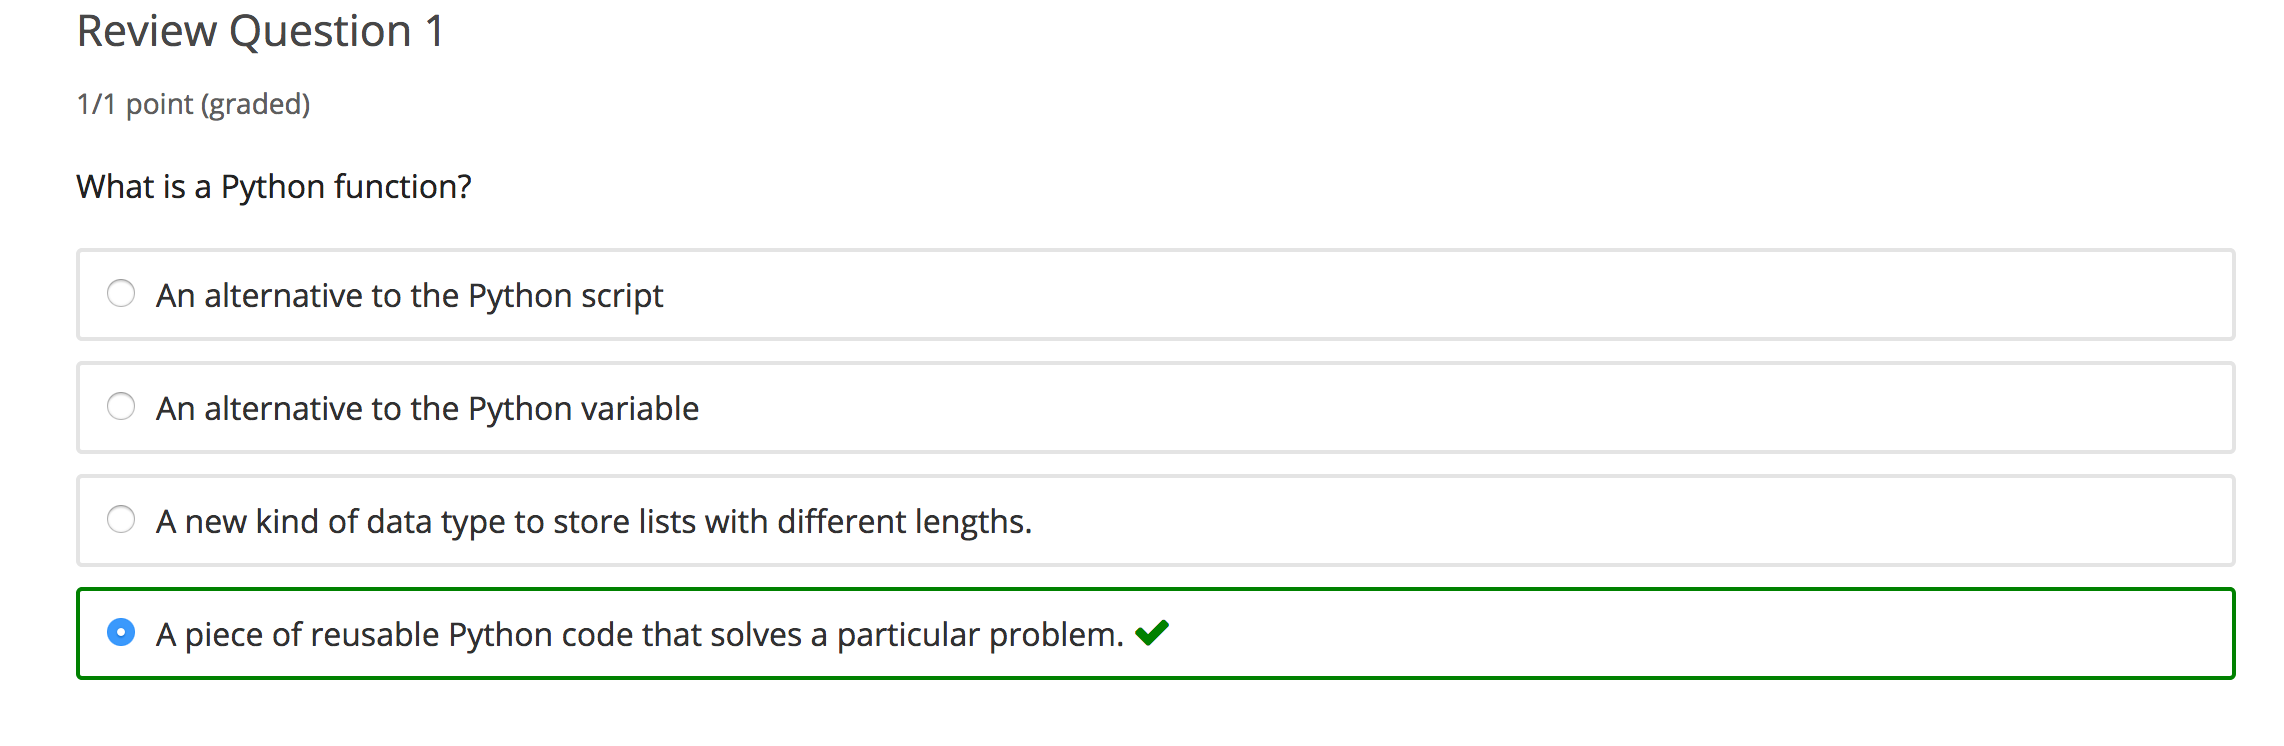 Review Question 1
1/1 point (graded)
What is a Python function?
An alternative to the Python script
An alternative to the Python variable
A new kind of data type to store lists with different lengths.
A piece of reusable Python code that solves a particular problem.